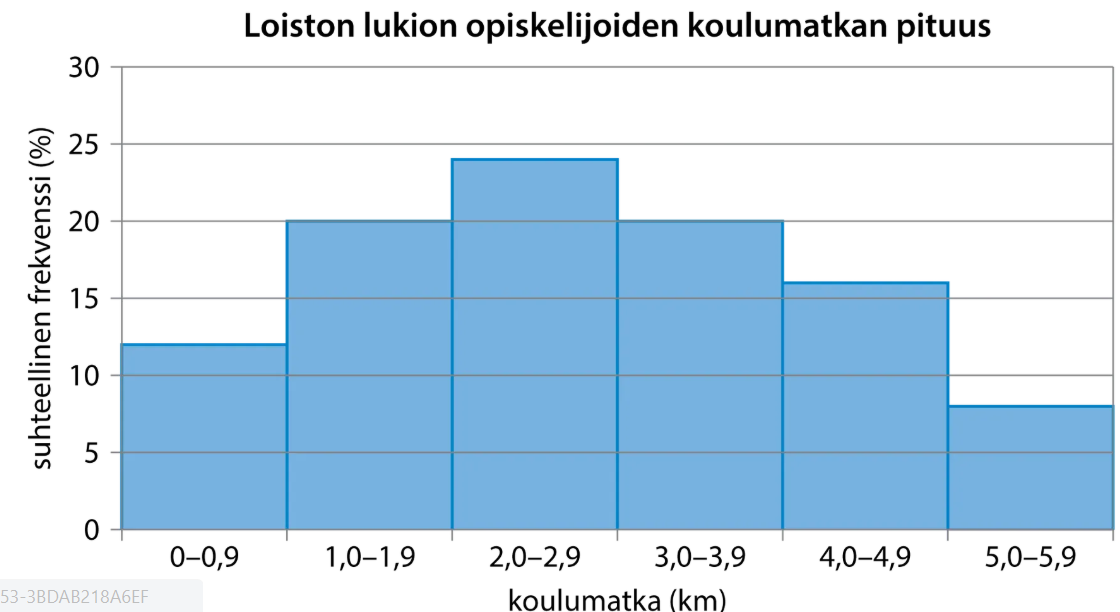 Loiston lukion opiskelijoiden koulumatkan pituus
suhteellinen frekvenssi (%)
30
25
20
15
10
5
0
0–0,9 1,0–1,9 2,0–2,9 3,0–3,9 4,0–4,9 5,0–5,9
koulumatka (km)
53-3BDAB218A6EF